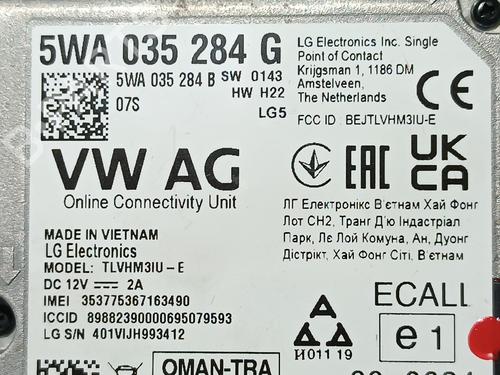 5WA 035 284 G
5WA 035 284 B SW 0143
07S HW H22
LG5
LG Electronics Inc. Single
Point of Contact
Krijgsman 1, 1186 DM
Amstelveen,
The Netherlands
FCC ID : BEJTLVHM3IU-E
CE
VW AG
Online Connectivity Unit
EAC
UK
CA
ЛГ Електронікс В'єтнам Хай Фонг
Лот СН2, Транг Д'ю Індастріал
Парк, Лє Лой Комуна, Ан, Дуонг
Дістрікт, Хай Фонг Сіті, В'єтнам
MADE IN VIETNAM
LG Electronics
MODEL: TLVHM3IU-E
DC 12V 2A
IMEI 353775367163490
ICCID 89882390000695079593
LG S/N 401VIJH993412
И011 19
ECALL
e1
OMAN-TRA